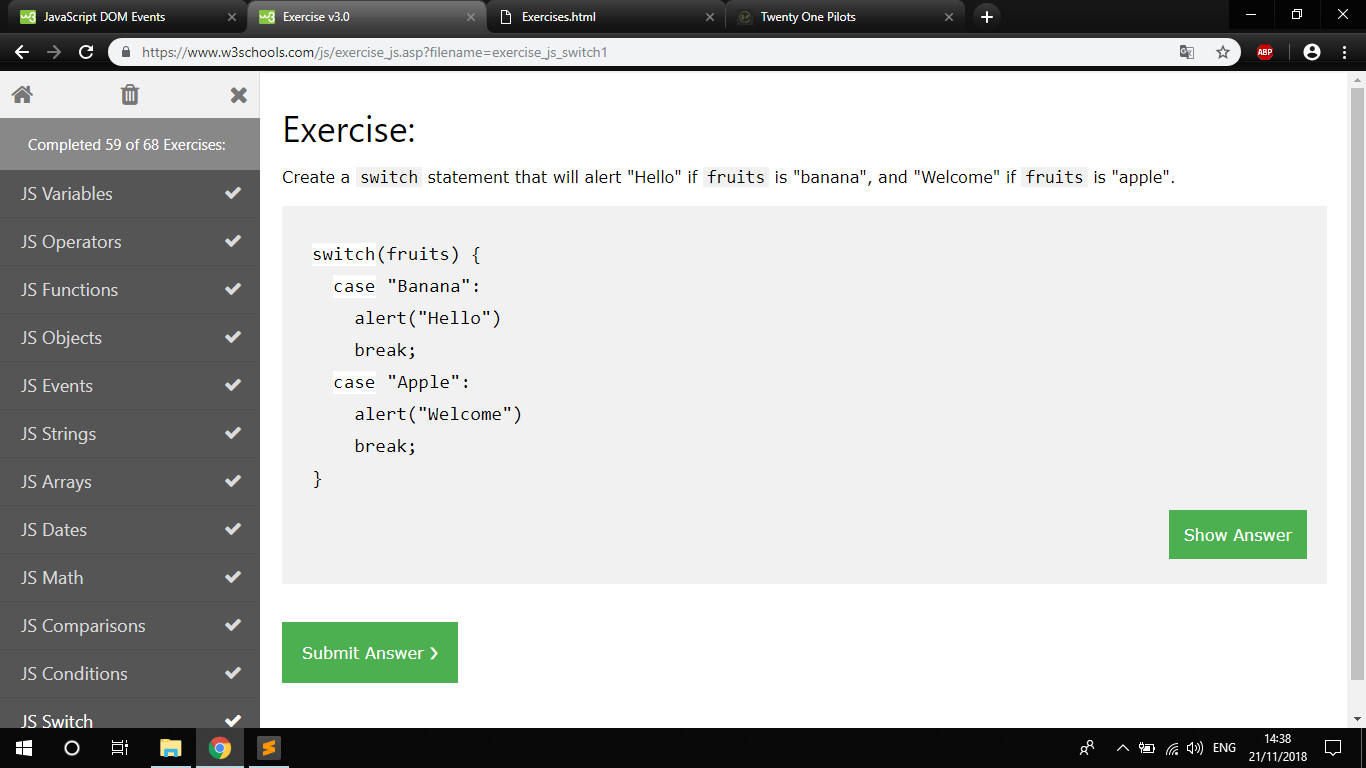 JavaScript DOM Events
Exercise v3.0
Exercises.html
Twenty One Pilots
https://www.w3schools.com/js/exercise_js.asp?filename=exercise_js_switch1
ABP
Completed 59 of 68 Exercises:
JS Variables
JS Operators
JS Functions
JS Objects
JS Events
JS Strings
JS Arrays
JS Dates
JS Math
JS Comparisons
JS Conditions
JS Switch
Exercise:
Create a switch statement that will alert "Hello" if fruits is "banana", and "Welcome" if fruits is "apple".
switch(fruits) {
case "Banana":
alert("Hello")
break;
case "Apple":
alert("Welcome")
break;
}
Show Answer
Submit Answer ❯
ENG
14:38
21/11/2018